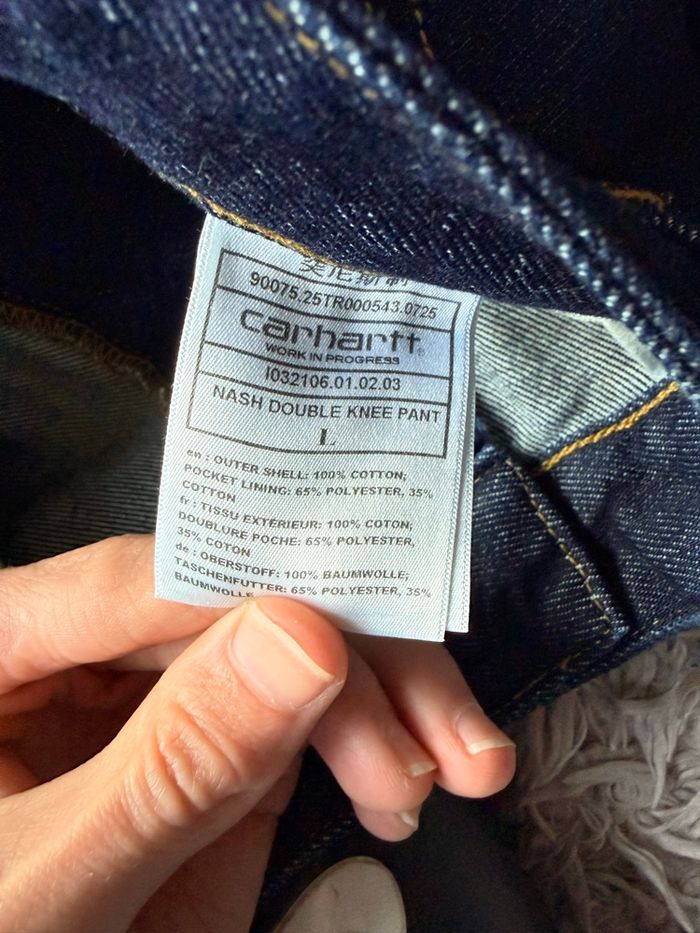 90075.25TR000543.0725
carhartt®
WORK IN PROGRESS
I032106.01.02.03
NASH DOUBLE KNEE PANT
L
en : OUTER SHELL: 100% COTTON;
POCKET LINING: 65% POLYESTER, 35%
COTTON
fr : TISSU EXTÉRIEUR: 100% COTON;
DOUBLURE POCHE: 65% POLYESTER,
35% COTON
de : OBERSTOFF: 100% BAUMWOLLE;
TASCHENFUTTER: 65% POLYESTER, 35%
BAUMWOLLE